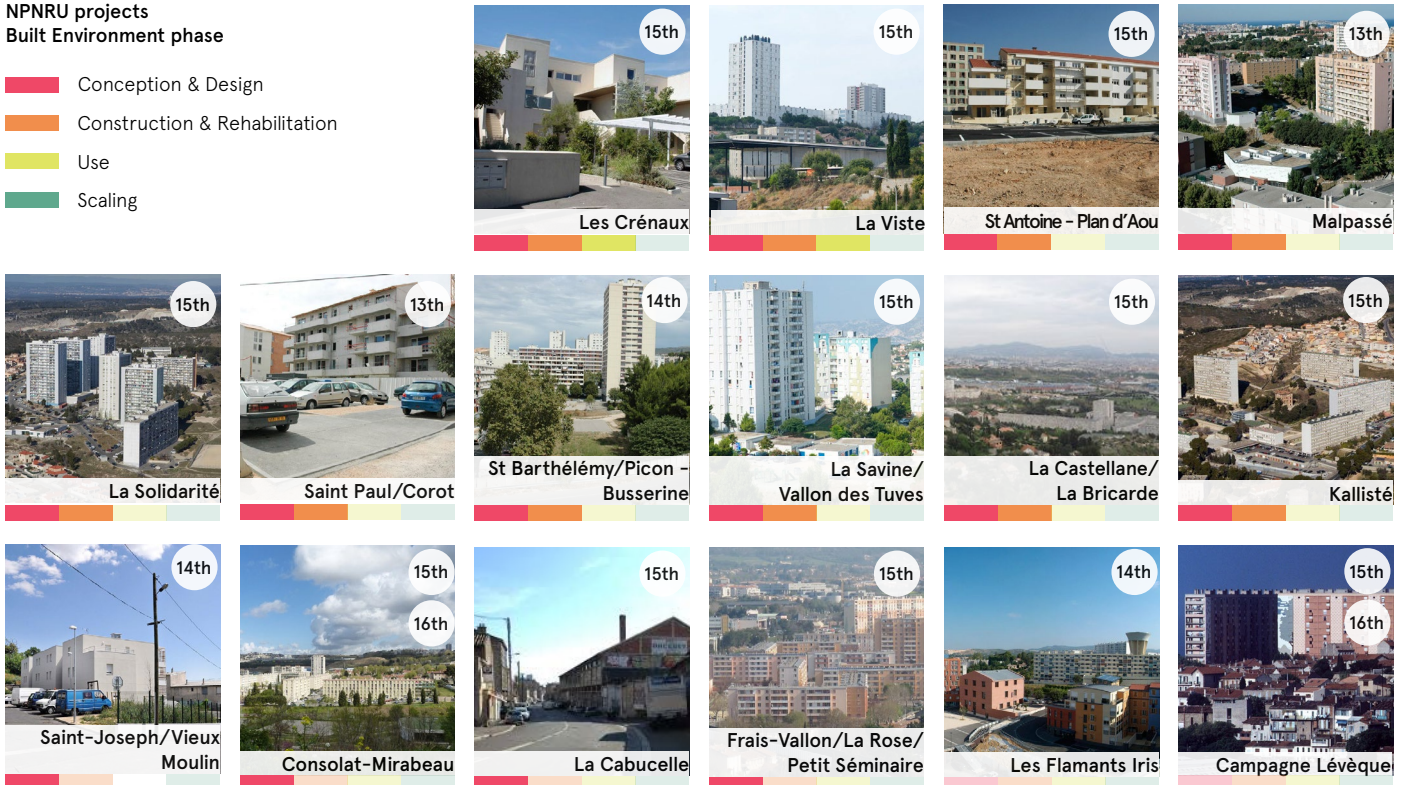 NPNRU projects
Built Environment phase
Conception & Design
Construction & Rehabilitation
Use
Scaling
15th
Les Crénaux
15th
La Viste
15th
St Antoine - Plan d'Aou
13th
Malpassé
15th
La Solidarité
13th
Saint Paul/Corot
14th
St Barthélémy/Picon -
Busserine
15th
La Savine/
Vallon des Tuves
15th
La Castellane/
La Bricarde
15th
Kallisté
14th
Saint-Joseph/Vieux
Moulin
15th
16th
Consolat-Mirabeau
15th
La Cabucelle
15th
Frais-Vallon/La Rose/
Petit Séminaire
14th
Les Flamants Iris
15th
16th
Campagne Lévèque